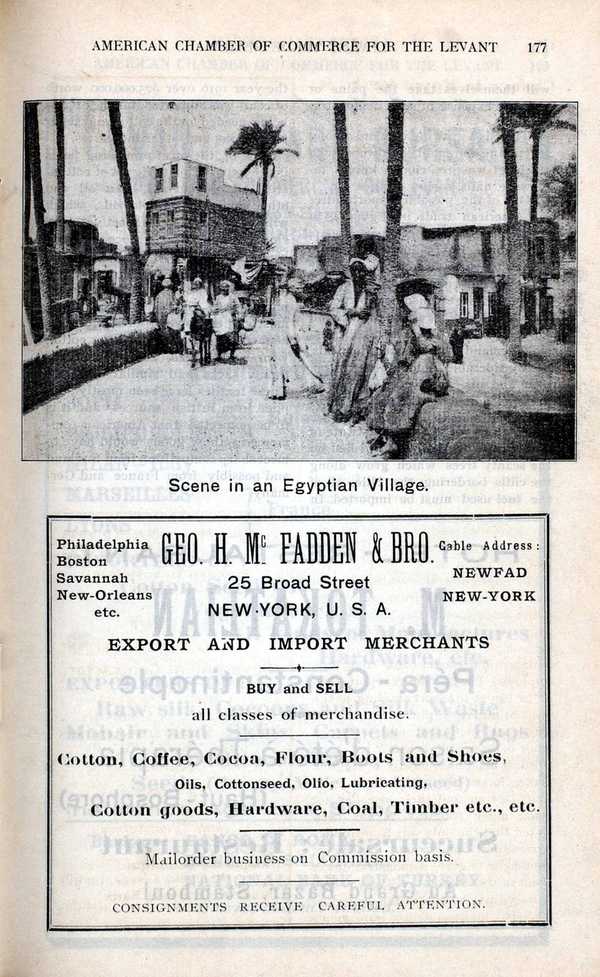 AMERICAN CHAMBER OF COMMERCE FOR THE LEVANT 177
Scene in an Egyptian Village.
Philadelphia
Boston
Savannah
New-Orleans
etc.
GEO. H. Mc FADDEN & BRO.
25 Broad Street
NEW-YORK, U. S. A.
Cable Address:
NEWFAD
NEW-YORK
EXPORT AND IMPORT MERCHANTS
BUY and SELL
all classes of merchandise.
Cotton, Coffee, Cocoa, Flour, Boots and Shoes,
Oils, Cottonseed, Olio, Lubricating,
Cotton goods, Hardware, Coal, Timber etc., etc.
Mailorder business on Commission basis.
CONSIGNMENTS RECEIVE CAREFUL ATTENTION.